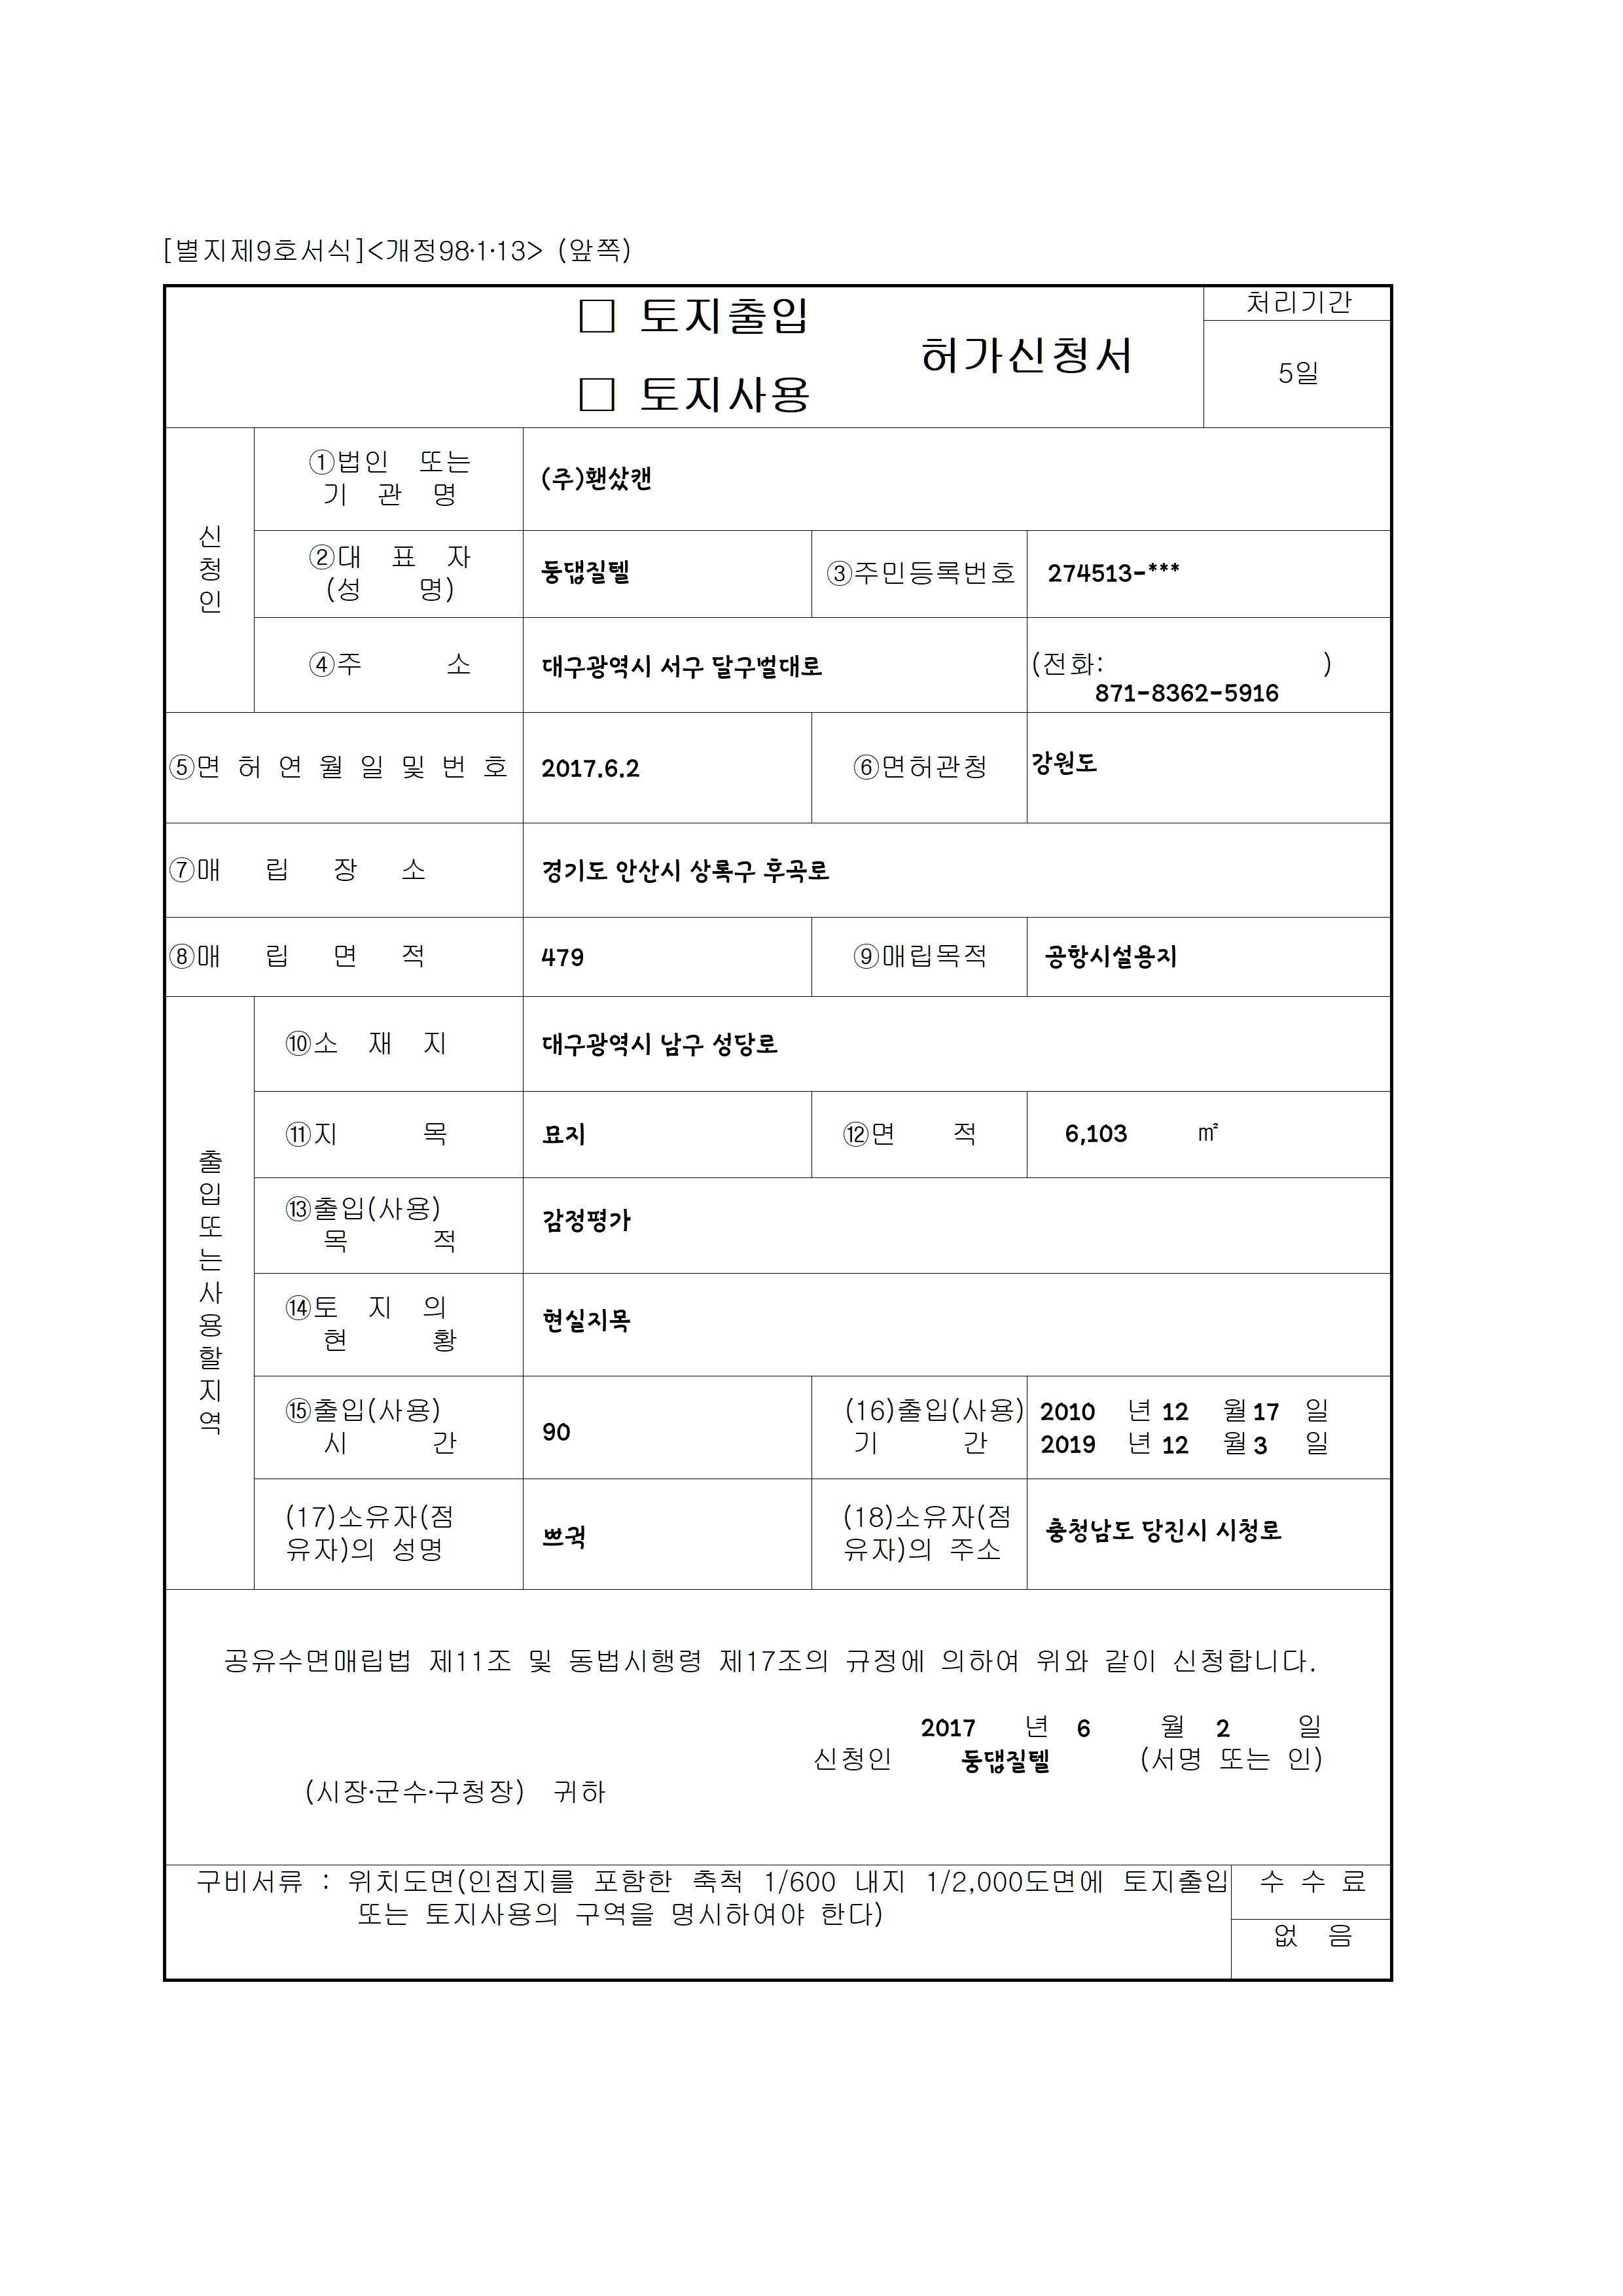 [별지제9호서식]<개정98·1·13> (앞쪽)
□ 토지출입
□ 토지사용
허가신청서
처리기간
5일
신청인
①법인 또는
기 관 명
(주)홴삾캔
②대 표 자
(성 명)
둥댑질텔
③주민등록번호
274513-***
④주 소
대구광역시 서구 달구벌대로
(전화: )
871-8362-5916
⑤면 허 연 월 일 및 번 호
2017.6.2
⑥면허관청
강원도
⑦매 립 장 소
경기도 안산시 상록구 후곡로
⑧매 립 면 적
479
⑨매립목적
공항시설용지
출입또는사용할지역
⑩소 재 지
대구광역시 남구 성당로
⑪지 목
묘지
⑫면 적
6,103 ㎡
⑬출입(사용)
목 적
감정평가
⑭토 지 의
현 황
현실지목
⑮출입(사용)
시 간
90
(16)출입(사용)
기 간
2010 년 12 월 17 일
2019 년 12 월 3 일
(17)소유자(점
유자)의 성명
쁘귁
(18)소유자(점
유자)의 주소
충청남도 당진시 시청로
공유수면매립법 제11조 및 동법시행령 제17조의 규정에 의하여 위와 같이 신청합니다.
2017 년 6 월 2 일
신청인 둥댑질텔 (서명 또는 인)
(시장·군수·구청장) 귀하
구비서류 : 위치도면(인접지를 포함한 축척 1/600 내지 1/2,000도면에 토지출입
또는 토지사용의 구역을 명시하여야 한다)
수 수 료
없 음